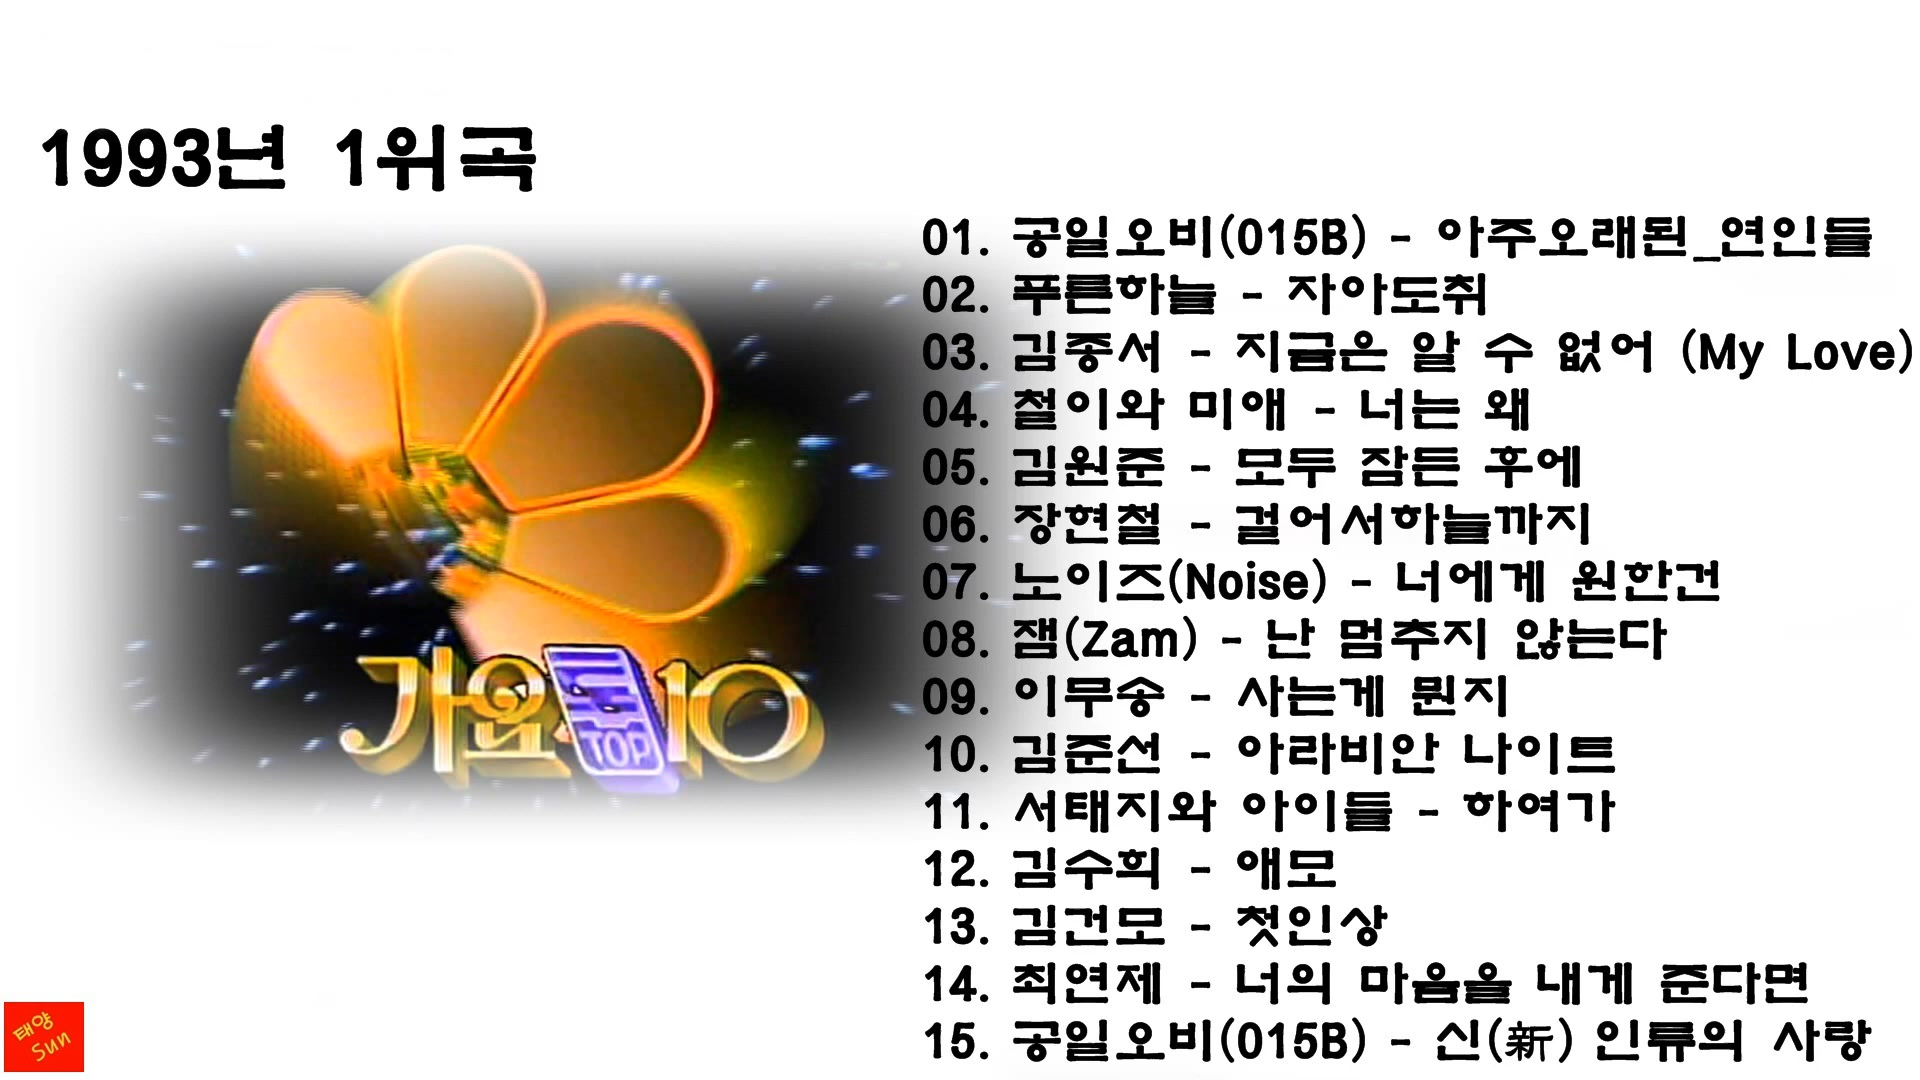 1993년 1위곡
01. 공일오비(015B) - 아주오래된_연인들
02. 푸른하늘 - 자아도취
03. 김종서 - 지금은 알 수 없어 (My Love)
04. 철이와 미애 - 너는 왜
05. 김원준 - 모두 잠든 후에
06. 장현철 - 걸어서하늘까지
07. 노이즈(Noise) - 너에게 원한건
08. 잼(Zam) - 난 멈추지 않는다
09. 이무송 - 사는게 뭔지
10. 김준선 - 아라비안 나이트
11. 서태지와 아이들 - 하여가
12. 김수희 - 애모
13. 김건모 - 첫인상
14. 최연제 - 너의 마음을 내게 준다면
15. 공일오비(015B) - 신(新) 인류의 사랑
가요톱10
TOP
태양
Sun